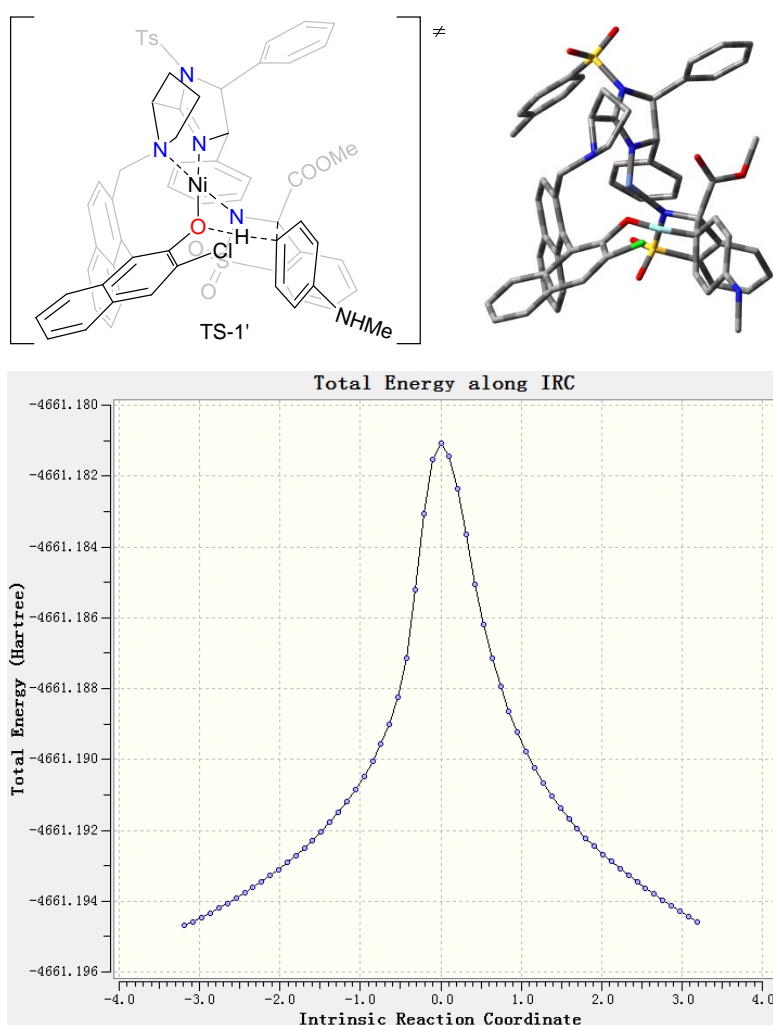 ≠
Ts
N
N
N
COOMe
Ni
N
O
H
Cl
S
O
O
NHMe
TS-1'
Total Energy along IRC
-4661.180
-4661.182
-4661.184
-4661.186
-4661.188
-4661.190
-4661.192
-4661.194
-4661.196
Total Energy (Hartree)
-4.0 -3.0 -2.0 -1.0 0.0 1.0 2.0 3.0 4.0
Intrinsic Reaction Coordinate